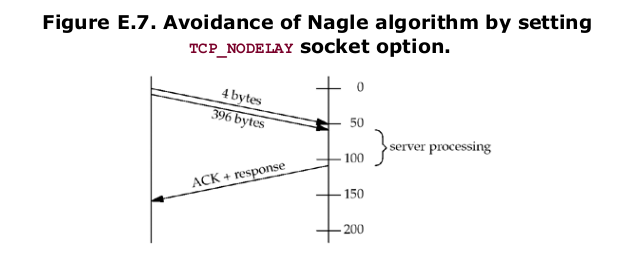 Figure E.7. Avoidance of Nagle algorithm by setting
TCP_NODELAY socket option.
0
4 bytes
396 bytes
50
server processing
100
ACK + response
150
200